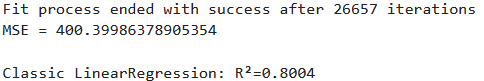 Fit process ended with success after 26657 iterations
MSE = 400.39986378905354
Classic LinearRegression: R²=0.8004